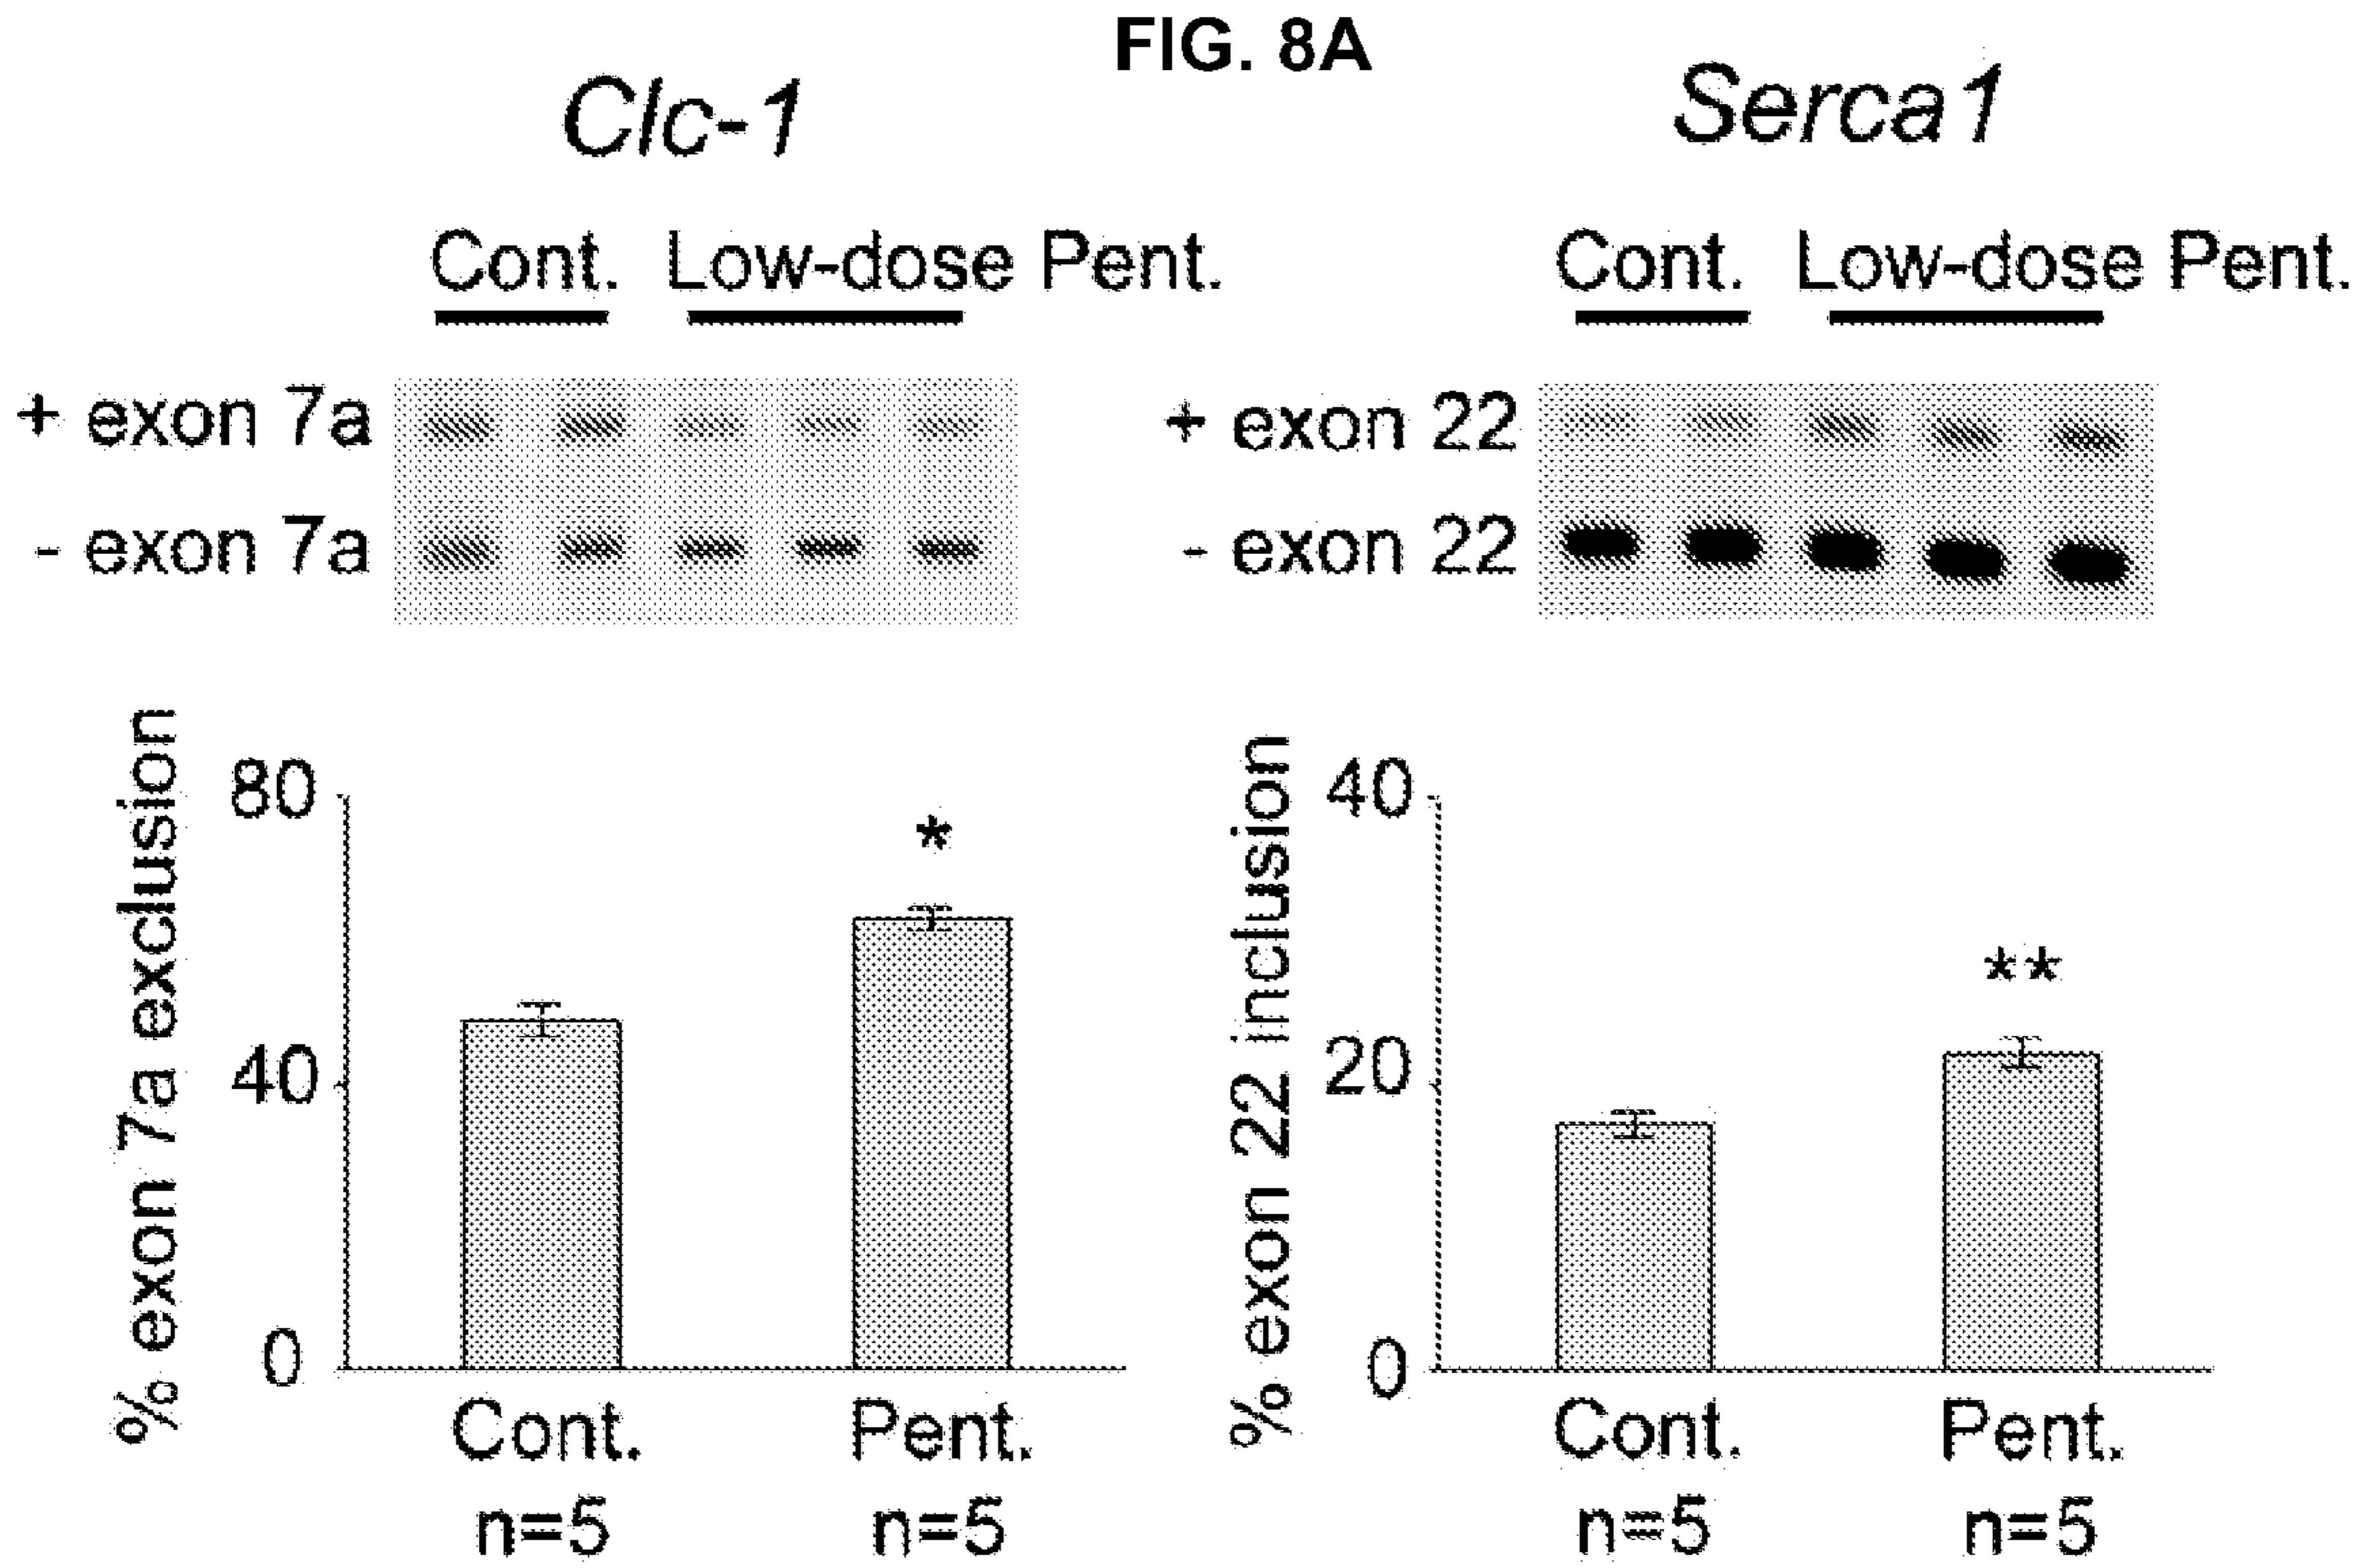 FIG. 8A
Clc-1
Cont. Low-dose Pent.
+ exon 7a
- exon 7a
% exon 7a exclusion
80
40
0
*
Cont. Pent.
n=5 n=5
Serca1
Cont. Low-dose Pent.
+ exon 22
- exon 22
% exon 22 inclusion
40
20
0
**
Cont. Pent.
n=5 n=5